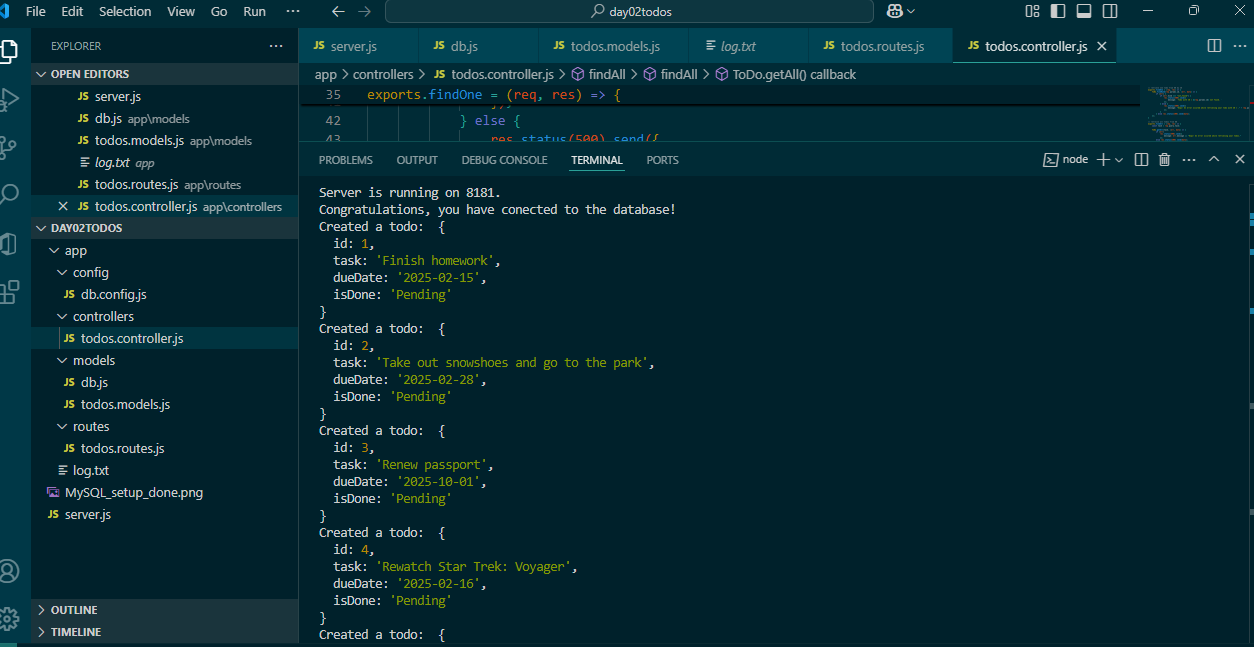 File Edit Selection View Go Run ··· day02todos
EXPLORER ···
OPEN EDITORS
JS server.js
JS db.js app\models
JS todos.models.js app\models
log.txt app
JS todos.routes.js app\routes
JS todos.controller.js app\controllers
DAY02TODOS
app
config
JS db.config.js
controllers
JS todos.controller.js
models
JS db.js
JS todos.models.js
routes
JS todos.routes.js
log.txt
MySQL_setup_done.png
JS server.js
OUTLINE
TIMELINE
JS server.js JS db.js JS todos.models.js log.txt JS todos.routes.js JS todos.controller.js
app > controllers > JS todos.controller.js > findAll > findAll > ToDo.getAll() callback
35 exports.findOne = (req, res) => {
42 } else {
43 res.status(500).send({
PROBLEMS OUTPUT DEBUG CONSOLE TERMINAL PORTS node
Server is running on 8181.
Congratulations, you have conected to the database!
Created a todo: {
id: 1,
task: 'Finish homework',
dueDate: '2025-02-15',
isDone: 'Pending'
}
Created a todo: {
id: 2,
task: 'Take out snowshoes and go to the park',
dueDate: '2025-02-28',
isDone: 'Pending'
}
Created a todo: {
id: 3,
task: 'Renew passport',
dueDate: '2025-10-01',
isDone: 'Pending'
}
Created a todo: {
id: 4,
task: 'Rewatch Star Trek: Voyager',
dueDate: '2025-02-16',
isDone: 'Pending'
}
Created a todo: {